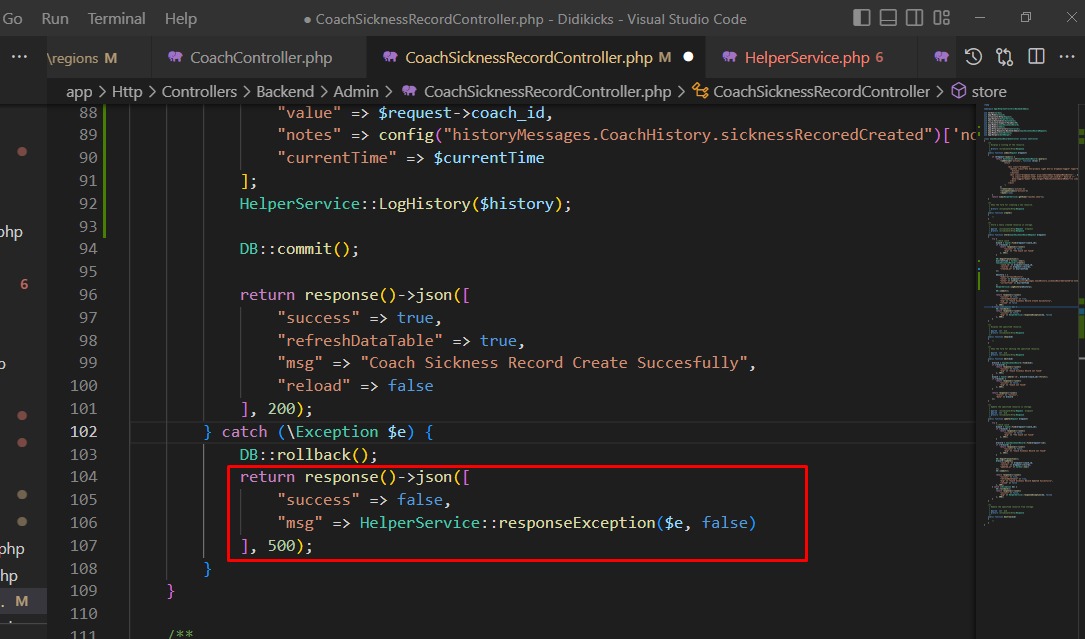 Go Run Terminal Help ● CoachSicknessRecordController.php - Didikicks - Visual Studio Code
\regions M CoachController.php CoachSicknessRecordController.php M ● HelperService.php 6
app > Http > Controllers > Backend > Admin > CoachSicknessRecordController.php > CoachSicknessRecordController > store
88 "value" => $request->coach_id,
89 "notes" => config("historyMessages.CoachHistory.sicknessRecoredCreated")['nc
90 "currentTime" => $currentTime
91 ];
92 HelperService::LogHistory($history);
php 93
94 DB::commit();
95
6 96 return response()->json([
97 "success" => true,
98 "refreshDataTable" => true,
99 "msg" => "Coach Sickness Record Create Succesfully",
100 "reload" => false
101 ], 200);
102 } catch (\Exception $e) {
103 DB::rollback();
104 return response()->json([
105 "success" => false,
106 "msg" => HelperService::responseException($e, false)
107 ], 500);
php 108 }
hp 109 }
M 110
111 /**